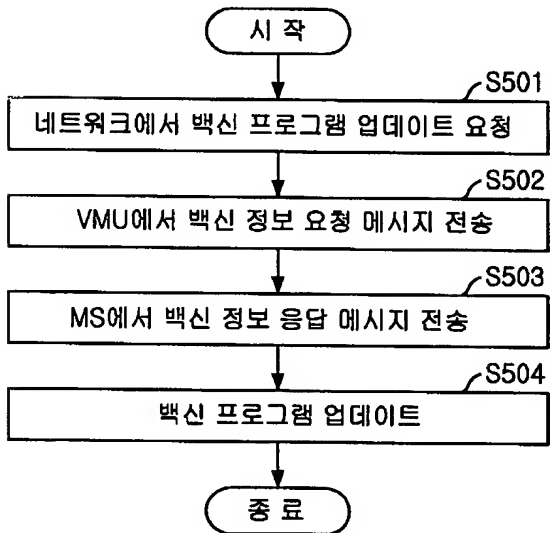 시 작
S501
네트워크에서 백신 프로그램 업데이트 요청
S502
VMU에서 백신 정보 요청 메시지 전송
S503
MS에서 백신 정보 응답 메시지 전송
S504
백신 프로그램 업데이트
종 료